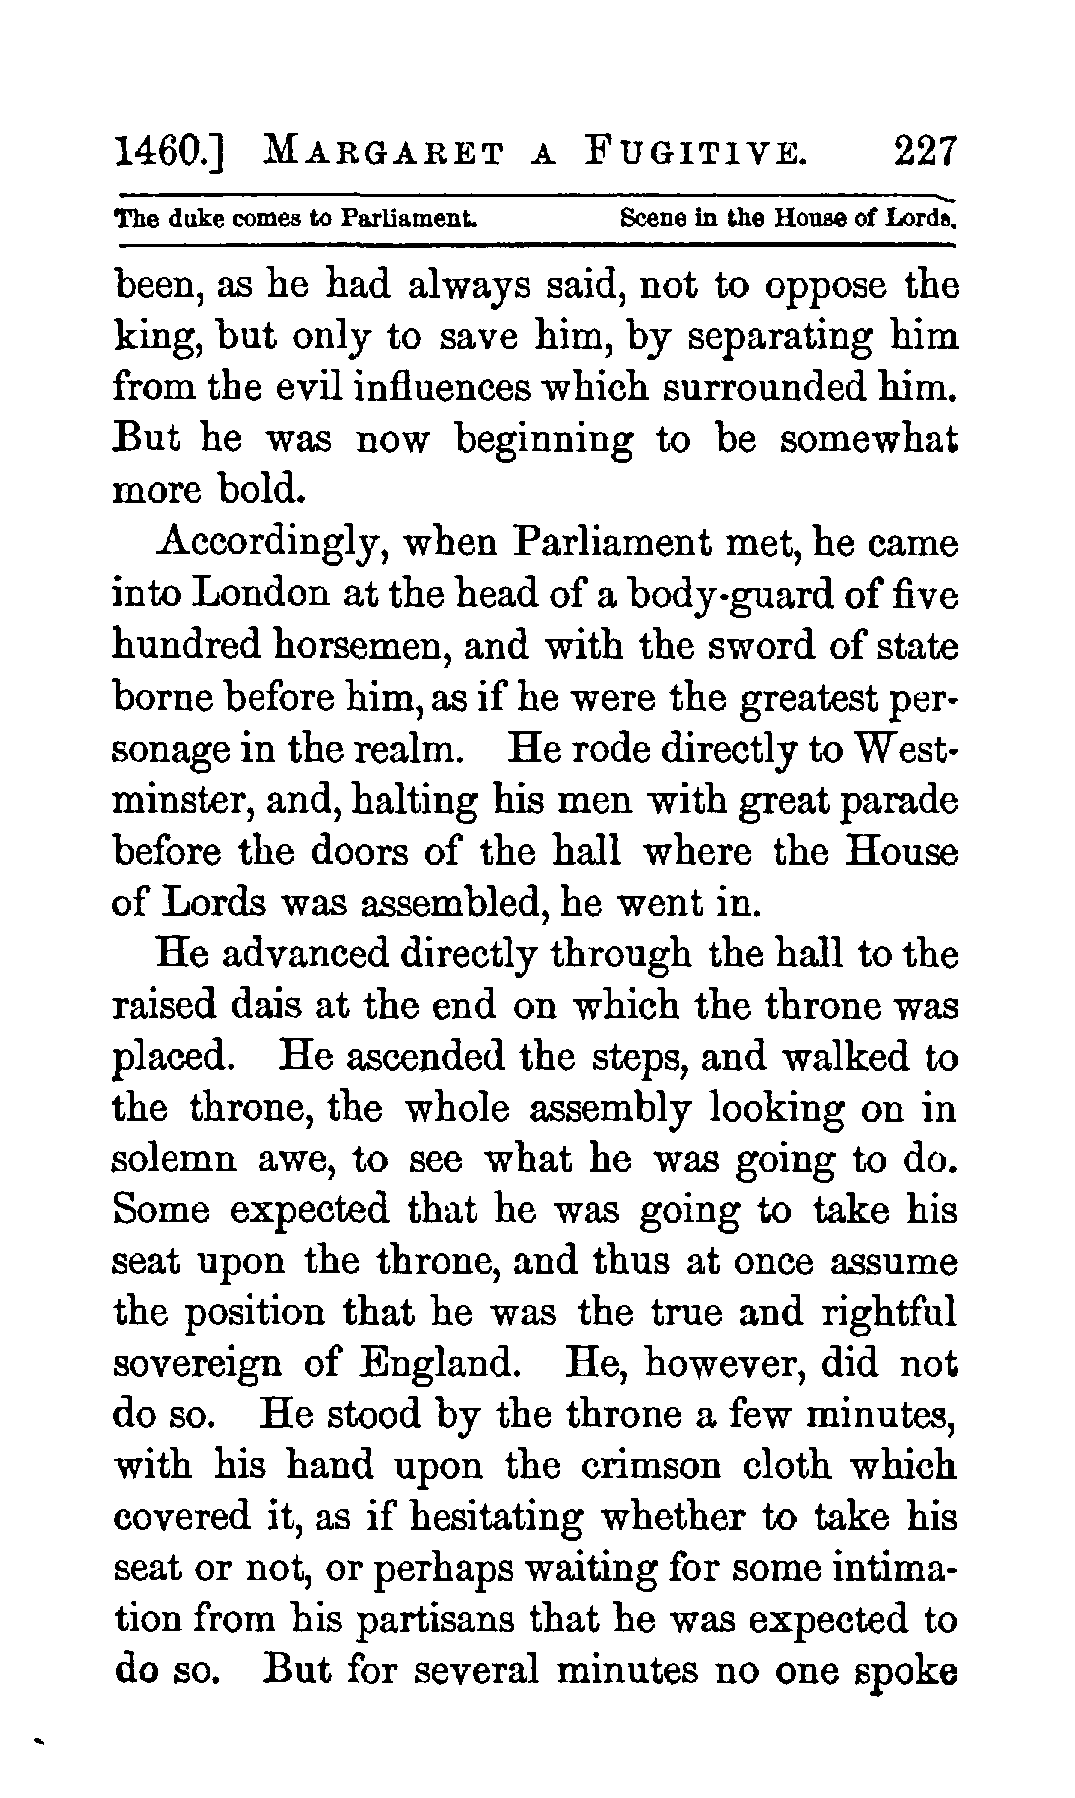 1460.] MARGARET A FUGITIVE. 227
The duke comes to Parliament. Scene in the House of Lords.
been, as he had always said, not to oppose the
king, but only to save him, by separating him
from the evil influences which surrounded him.
But he was now beginning to be somewhat
more bold.
Accordingly, when Parliament met, he came
into London at the head of a body-guard of five
hundred horsemen, and with the sword of state
borne before him, as if he were the greatest per-
sonage in the realm. He rode directly to West-
minster, and, halting his men with great parade
before the doors of the hall where the House
of Lords was assembled, he went in.
He advanced directly through the hall to the
raised dais at the end on which the throne was
placed. He ascended the steps, and walked to
the throne, the whole assembly looking on in
solemn awe, to see what he was going to do.
Some expected that he was going to take his
seat upon the throne, and thus at once assume
the position that he was the true and rightful
sovereign of England. He, however, did not
do so. He stood by the throne a few minutes,
with his hand upon the crimson cloth which
covered it, as if hesitating whether to take his
seat or not, or perhaps waiting for some intima-
tion from his partisans that he was expected to
do so. But for several minutes no one spoke